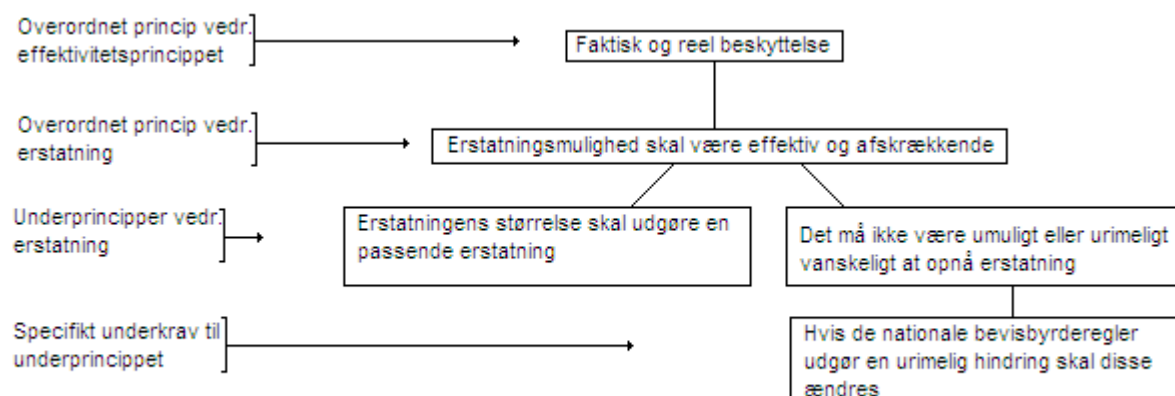 Overordnet princip vedr.
effektivitetsprincippet
Faktisk og reel beskyttelse
Overordnet princip vedr.
erstatning
Erstatningsmulighed skal være effektiv og afskrækkende
Underprincipper vedr.
erstatning
Erstatningens størrelse skal udgøre en
passende erstatning
Det må ikke være umuligt eller urimeligt
vanskeligt at opnå erstatning
Specifikt underkrav til
underprincippet
Hvis de nationale bevisbyrderegler
udgør en urimelig hindring skal disse
ændres